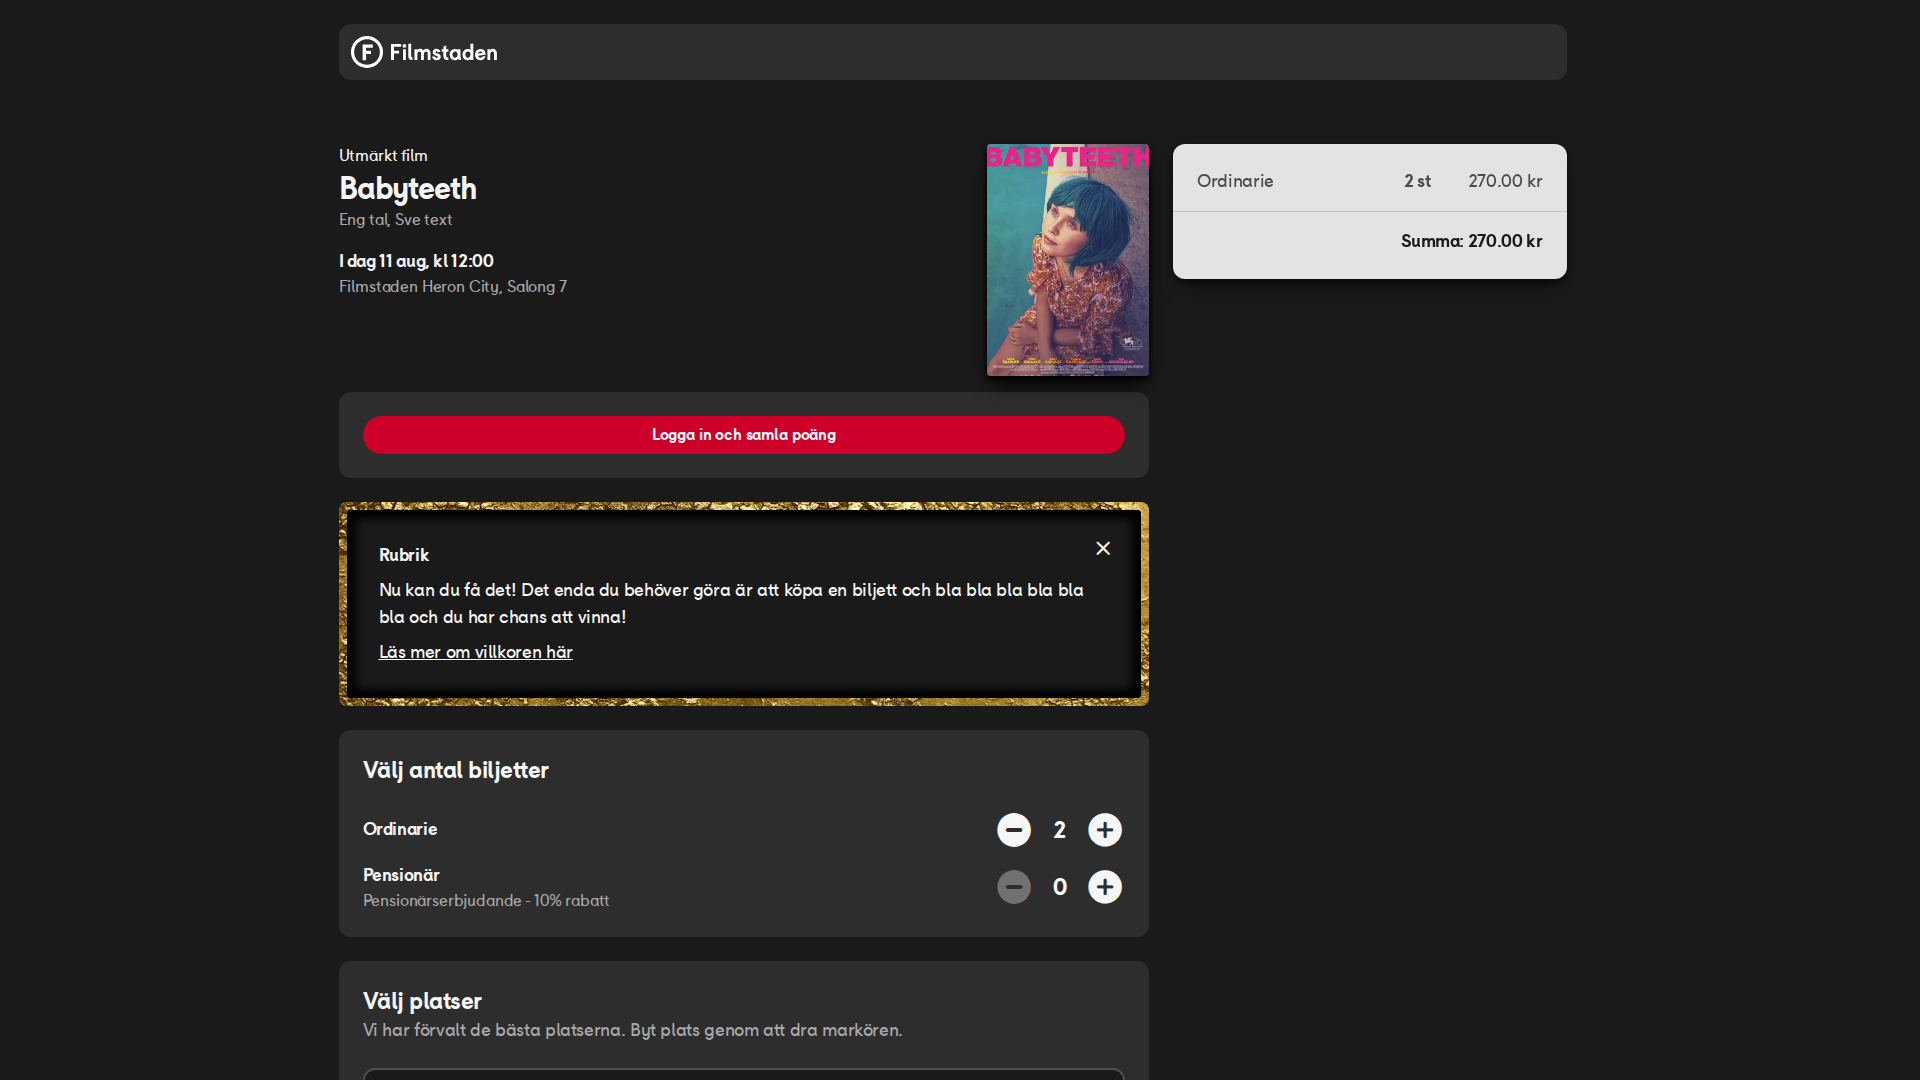 Filmstaden
Utmärkt film
Babyteeth
Eng tal, Sve text
I dag 11 aug, kl 12:00
Filmstaden Heron City, Salong 7
BABYTEETH
Ordinarie 2 st 270.00 kr
Summa: 270.00 kr
Logga in och samla poäng
Rubrik
Nu kan du få det! Det enda du behöver göra är att köpa en biljett och bla bla bla bla bla
bla och du har chans att vinna!
Läs mer om villkoren här
Välj antal biljetter
Ordinarie 2
Pensionär
Pensionärserbjudande - 10% rabatt 0
Välj platser
Vi har förvalt de bästa platserna. Byt plats genom att dra markören.